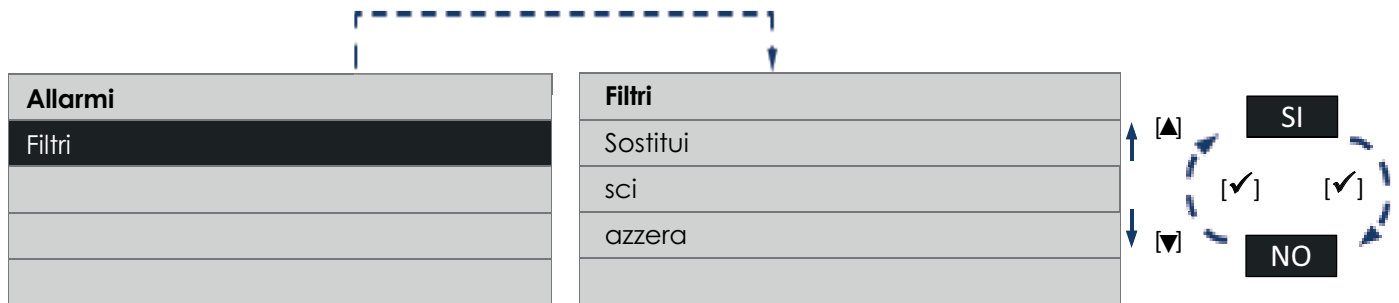 Allarmi
Filtri
Filtri
Sostitui
sci
azzera
[▲]
[▼]
SI
[✓] [✓]
NO